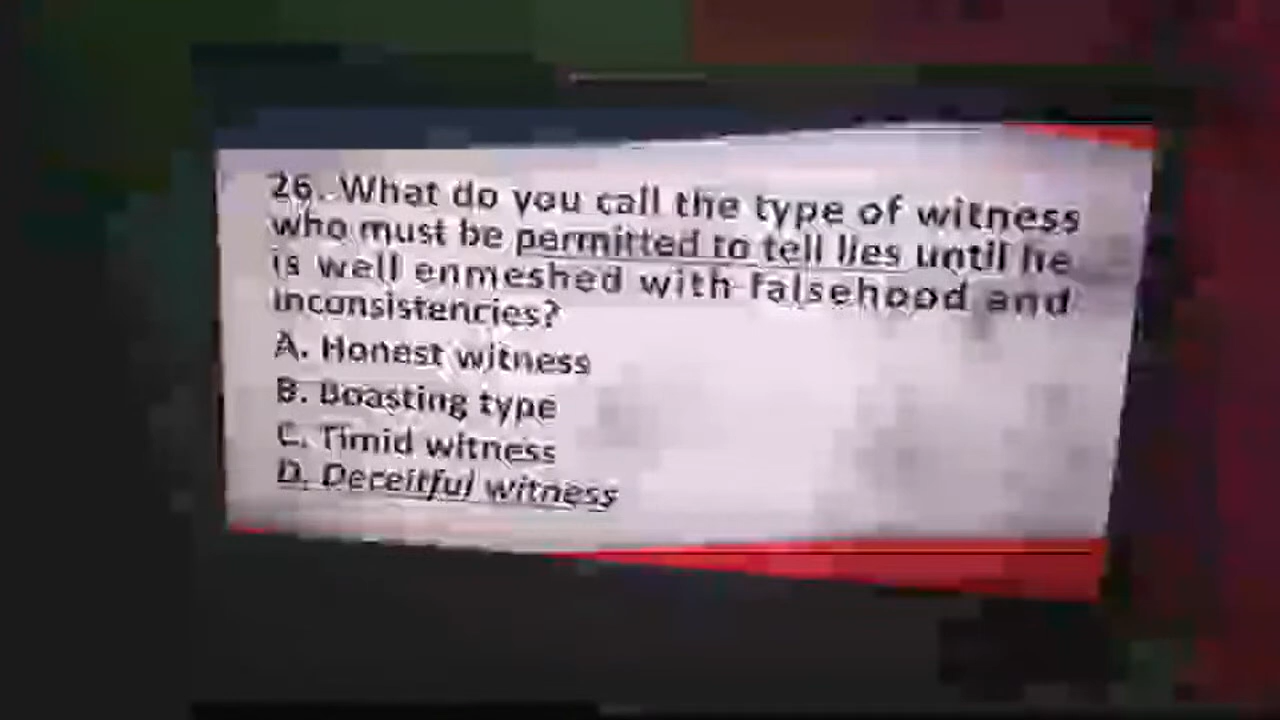 26. What do you call the type of witness
who must be permitted to tell lies until he
is well enmeshed with falsehood and
inconsistencies?
A. Honest witness
B. Boasting type
C. Timid witness
D. Deceitful witness